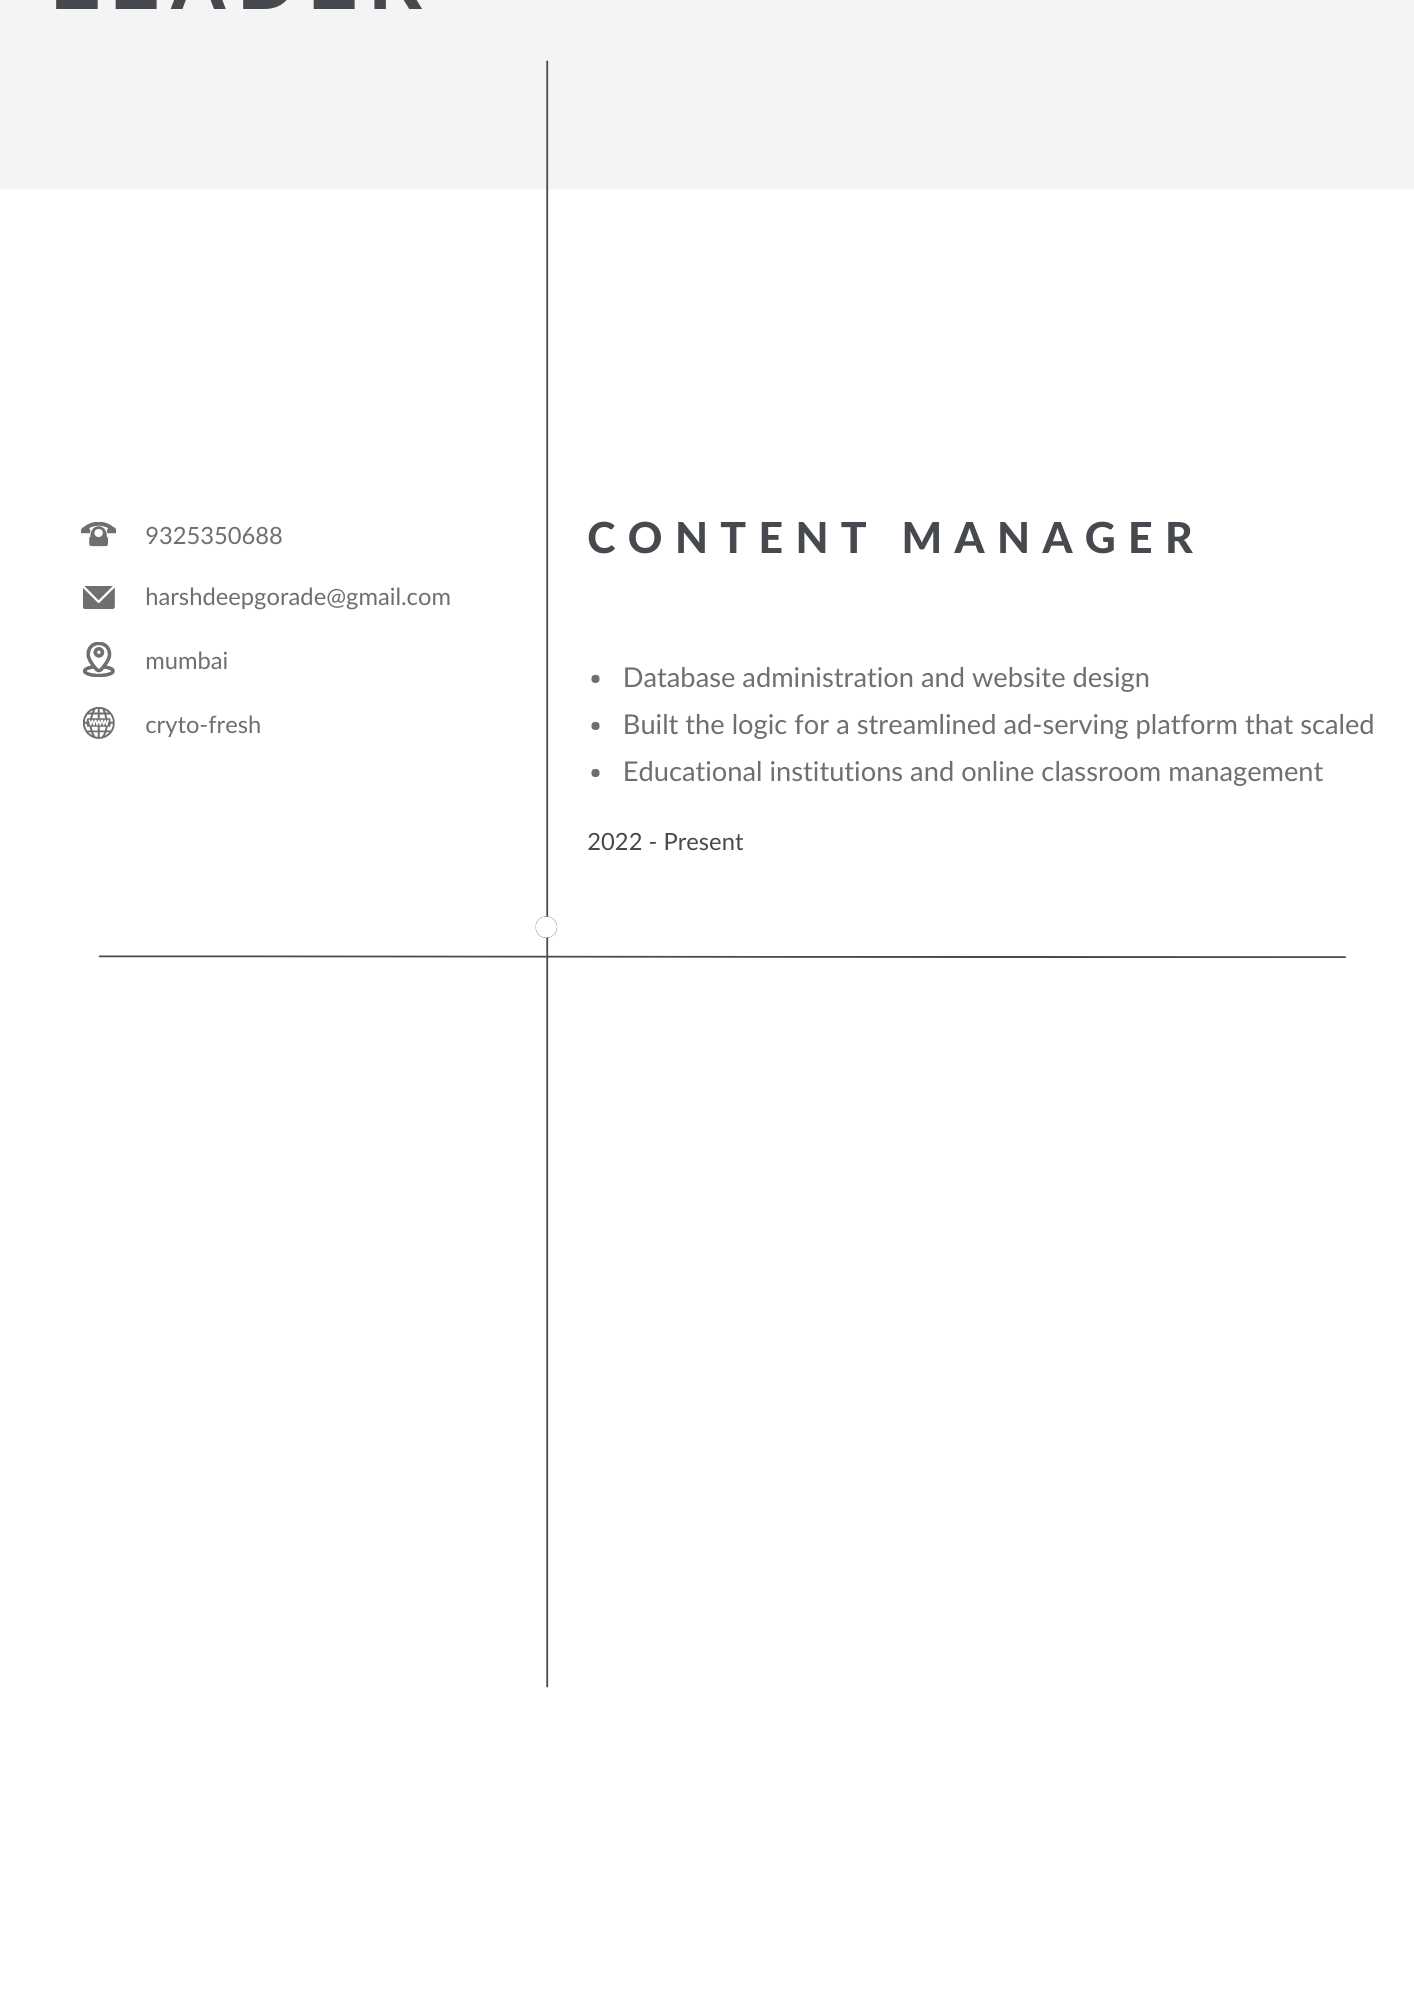 LEADER
9325350688
harshdeepgorade@gmail.com
mumbai
cryto-fresh
CONTENT MANAGER
• Database administration and website design
• Built the logic for a streamlined ad-serving platform that scaled
• Educational institutions and online classroom management
2022 - Present